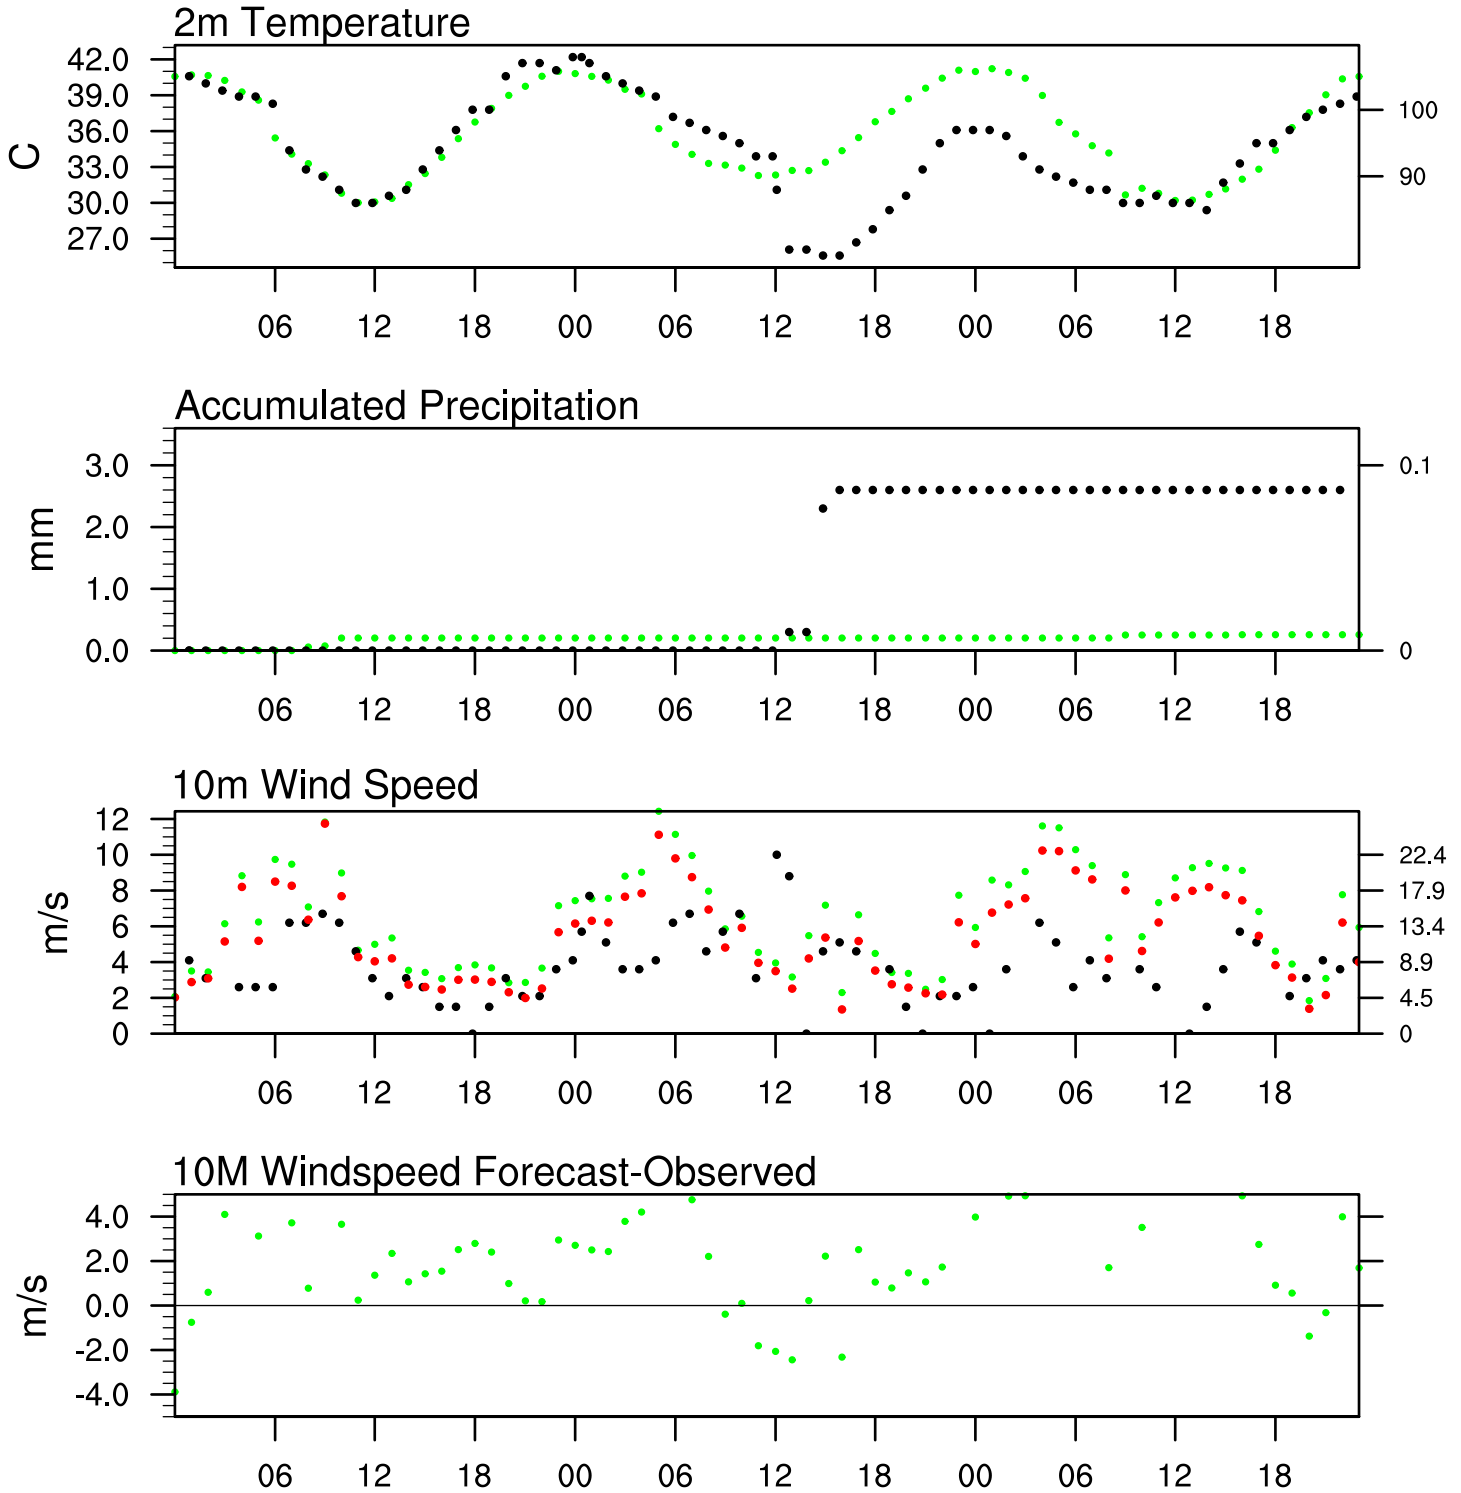 2m Temperature
42.0
39.0
36.0
33.0
30.0
27.0
C
100
90
06 12 18 00 06 12 18 00 06 12 18
Accumulated Precipitation
3.0
2.0
1.0
0.0
mm
0.1
0
06 12 18 00 06 12 18 00 06 12 18
10m Wind Speed
12
10
8
6
4
2
0
m/s
22.4
17.9
13.4
8.9
4.5
0
06 12 18 00 06 12 18 00 06 12 18
10M Windspeed Forecast-Observed
4.0
2.0
0.0
-2.0
-4.0
m/s
06 12 18 00 06 12 18 00 06 12 18